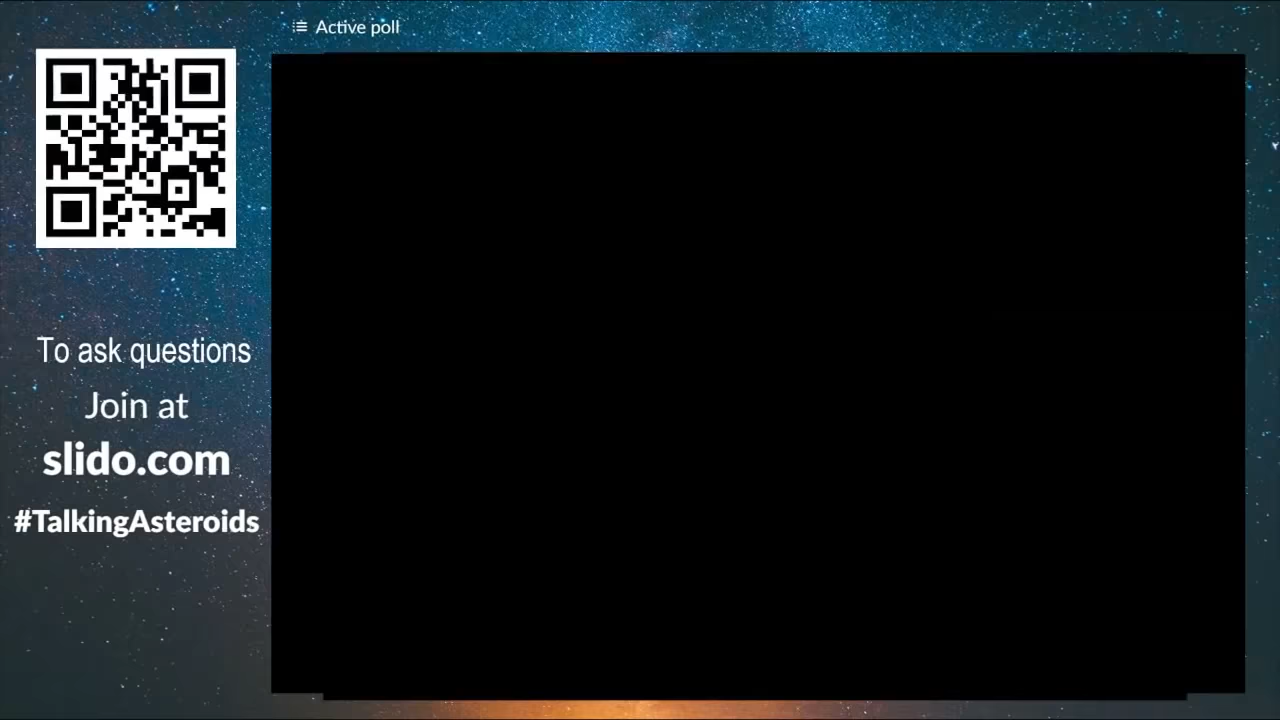 Active poll
To ask questions
Join at
slido.com
#TalkingAsteroids